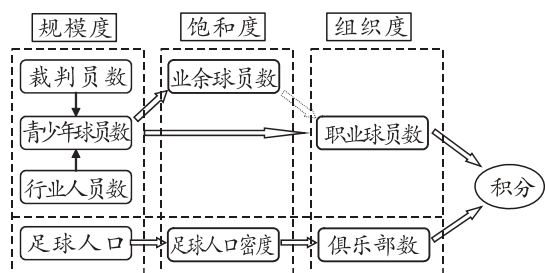 规模度 饱和度 组织度
裁判员数 业余球员数
青少年球员数 职业球员数
行业人员数 积分
足球人口 足球人口密度 俱乐部数